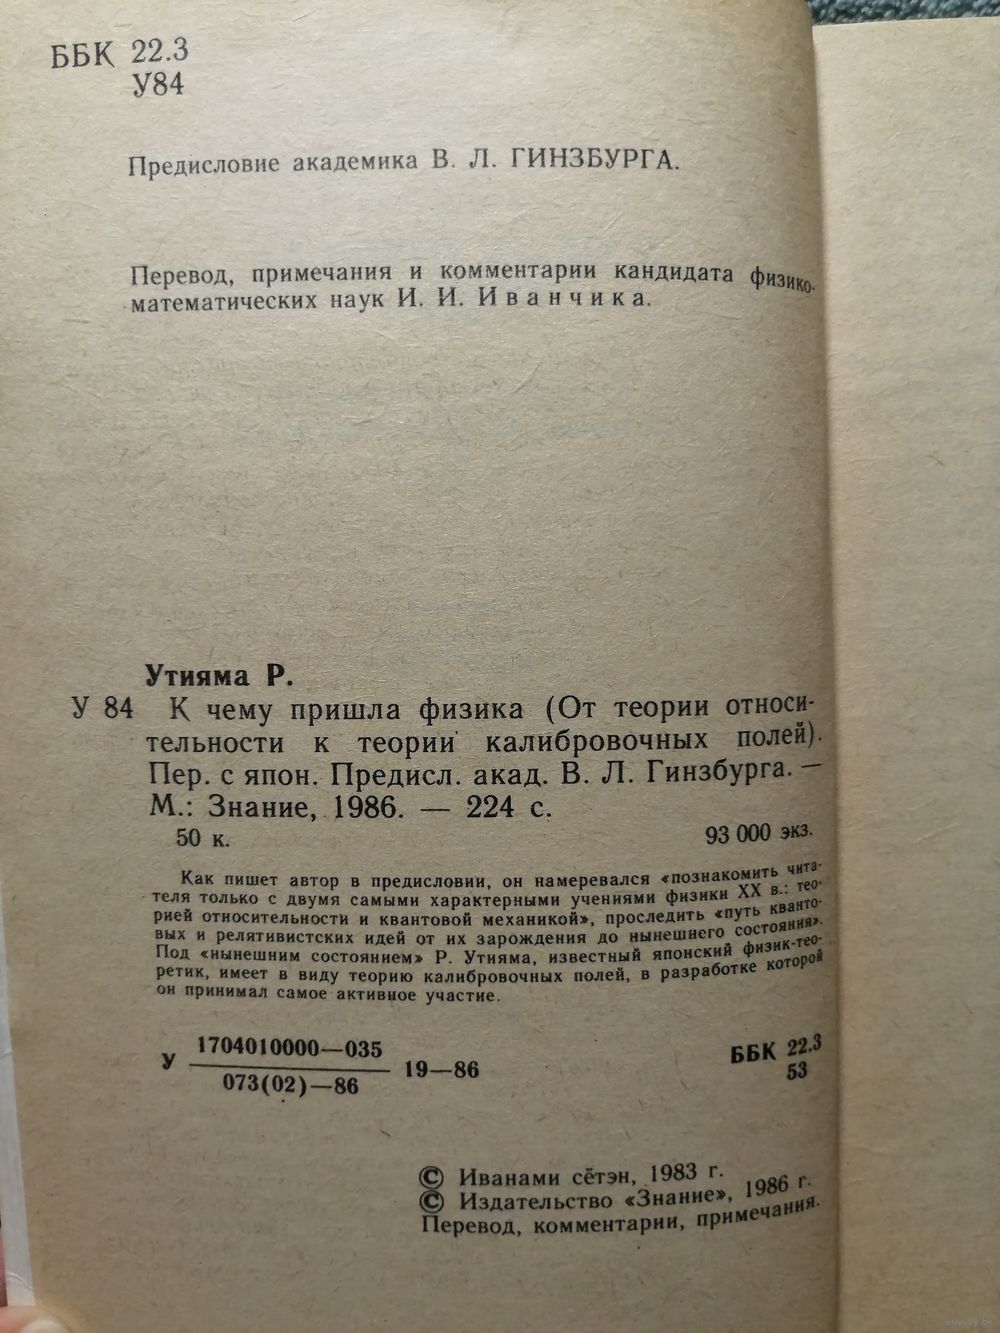 ББК 22.3
У84
Предисловие академика В. Л. ГИНЗБУРГА.
Перевод, примечания и комментарии кандидата физико-
математических наук И. И. Иванчика.
Утияма Р.
У 84 К чему пришла физика (От теории относи-
тельности к теории калибровочных полей).
Пер. с япон. Предисл. акад. В. Л. Гинзбурга. —
М.: Знание, 1986. — 224 с.
50 к. 93 000 экз.
Как пишет автор в предисловии, он намеревался «познакомить чита-
теля только с двумя самыми характерными учениями физики XX в.: тео-
рией относительности и квантовой механикой», проследить «путь кванто-
вых и релятивистских идей от их зарождения до нынешнего состояния».
Под «нынешним состоянием» Р. Утияма, известный японский физик-тео-
ретик, имеет в виду теорию калибровочных полей, в разработке которой
он принимал самое активное участие.
У 1704010000—035
073(02)—86 19—86
ББК 22.3
53
© Иванами сётэн, 1983 г.
© Издательство «Знание», 1986 г.
Перевод, комментарии, примечания.